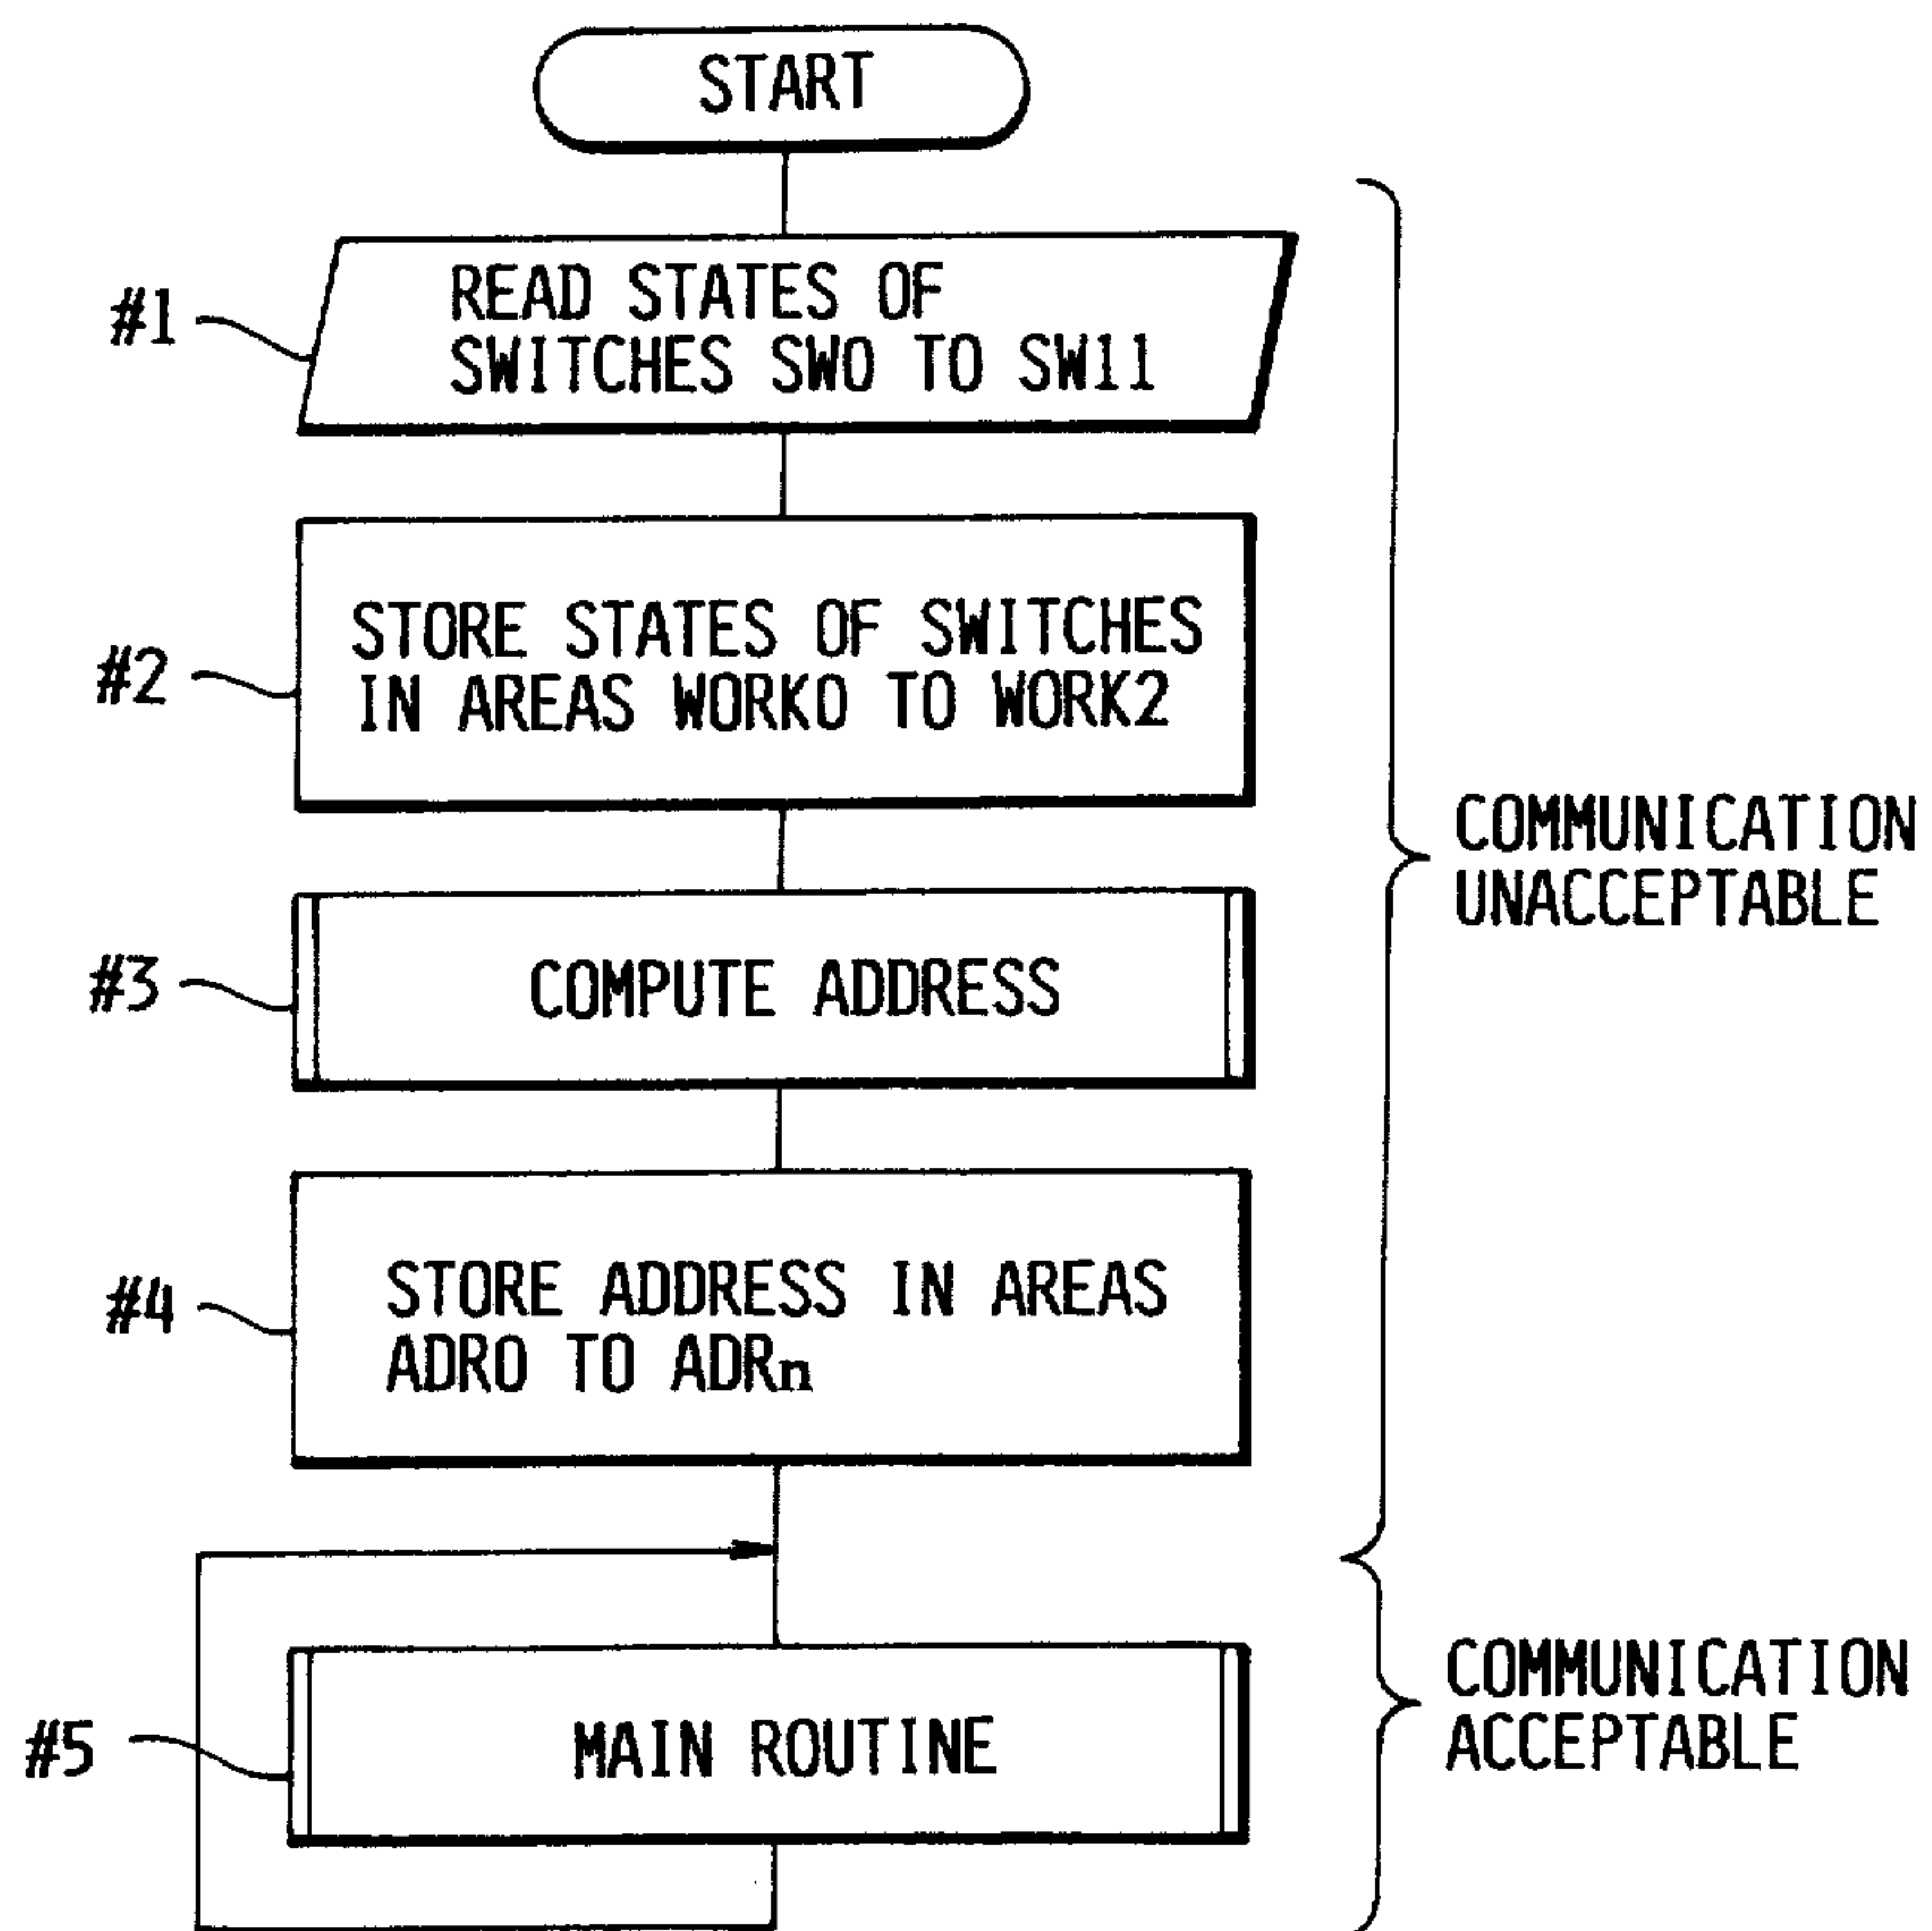 START
#1
READ STATES OF
SWITCHES SW0 TO SW11
#2
STORE STATES OF SWITCHES
IN AREAS WORK0 TO WORK2
COMMUNICATION
UNACCEPTABLE
#3
COMPUTE ADDRESS
#4
STORE ADDRESS IN AREAS
ADR0 TO ADRn
#5
MAIN ROUTINE
COMMUNICATION
ACCEPTABLE